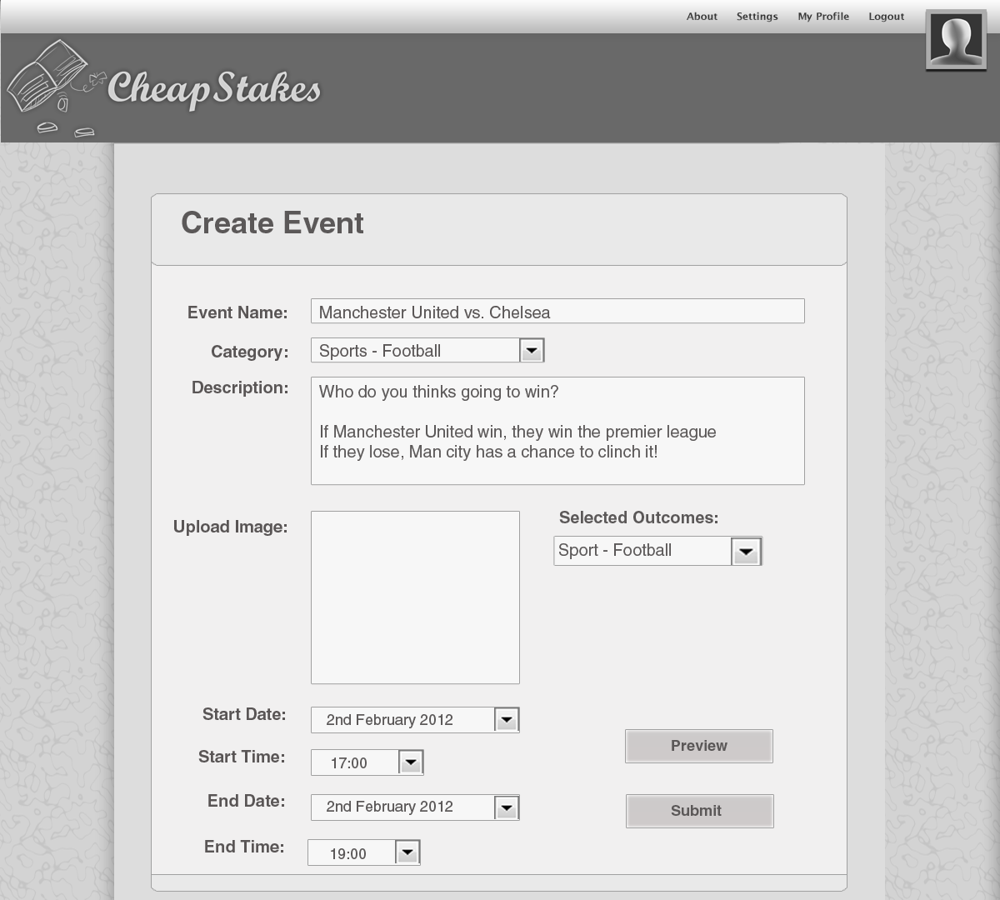 About Settings My Profile Logout
CheapStakes
Create Event
Event Name: Manchester United vs. Chelsea
Category: Sports - Football
Description: Who do you thinks going to win?
If Manchester United win, they win the premier league
If they lose, Man city has a chance to clinch it!
Upload Image:
Selected Outcomes:
Sport - Football
Start Date: 2nd February 2012
Start Time: 17:00
End Date: 2nd February 2012
End Time: 19:00
Preview
Submit